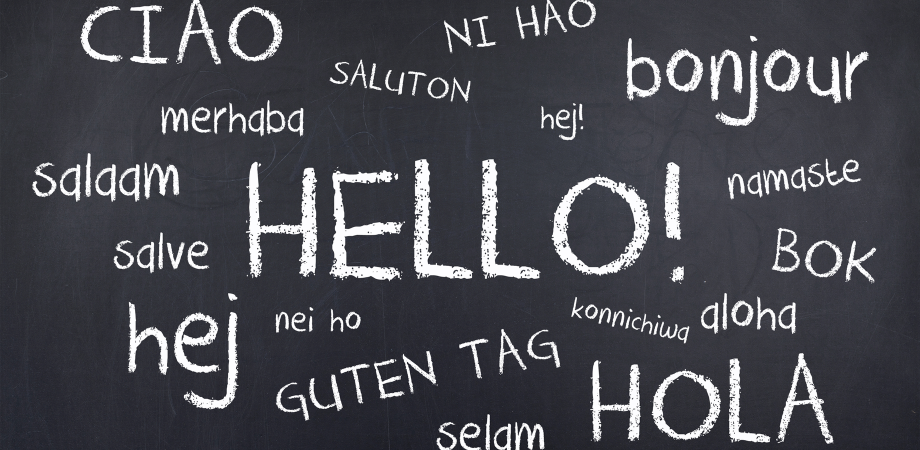 CIAO
NI HAO
SALUTON
bonjour
merhaba
hej!
salaam
HELLO!
namaste
salve
BOK
hej
nei ho
konnichiwa
aloha
GUTEN TAG
HOLA
selam